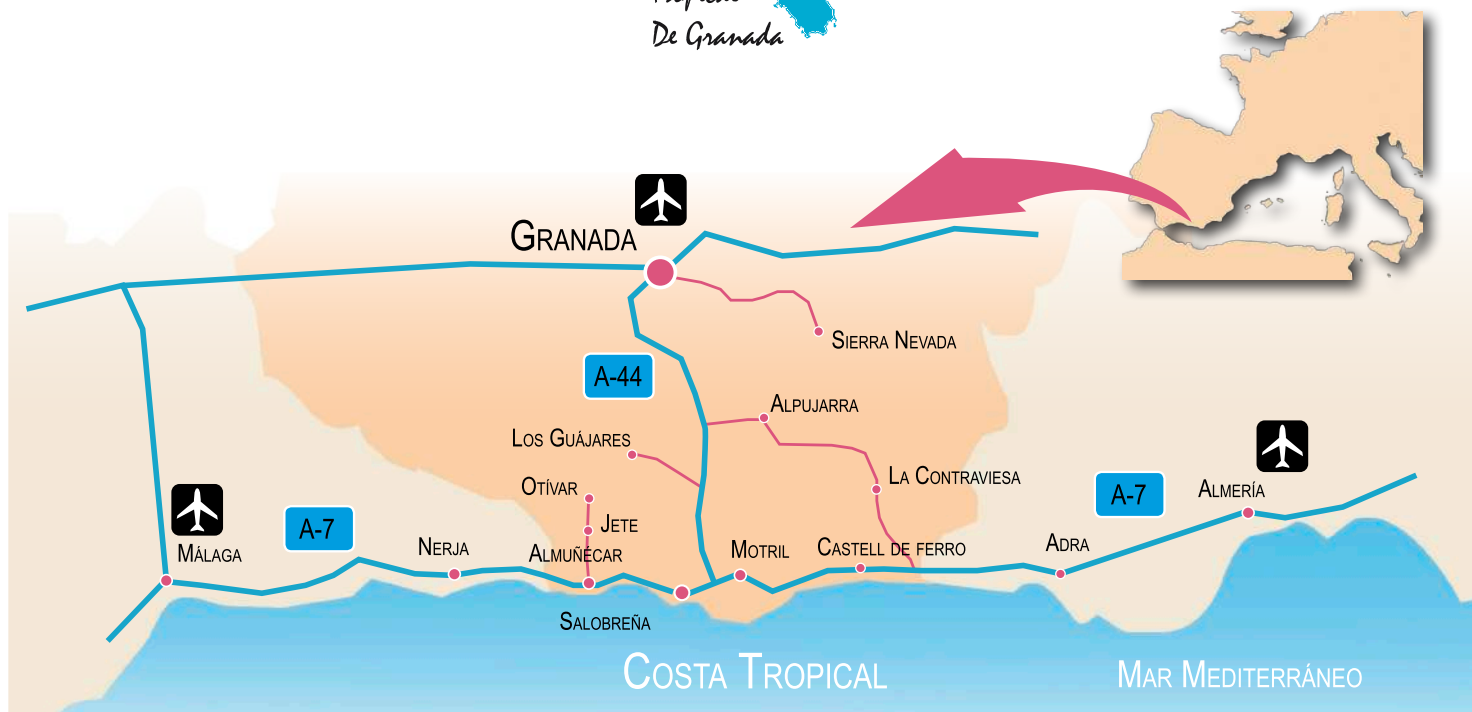 De Granada
GRANADA
SIERRA NEVADA
A-44
ALPUJARRA
LOS GUÁJARES
OTÍVAR
LA CONTRAVIESA
JETE
A-7
ALMERÍA
A-7
MÁLAGA
NERJA
ALMUÑECAR
MOTRIL
CASTELL DE FERRO
ADRA
SALOBREÑA
COSTA TROPICAL
MAR MEDITERRÁNEO